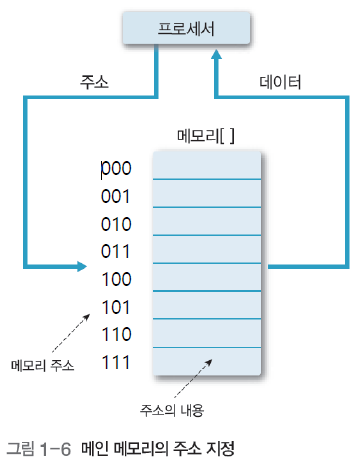 프로세서
주소
데이터
메모리[ ]
000
001
010
011
100
101
110
111
메모리 주소
주소의 내용
그림 1-6 메인 메모리의 주소 지정